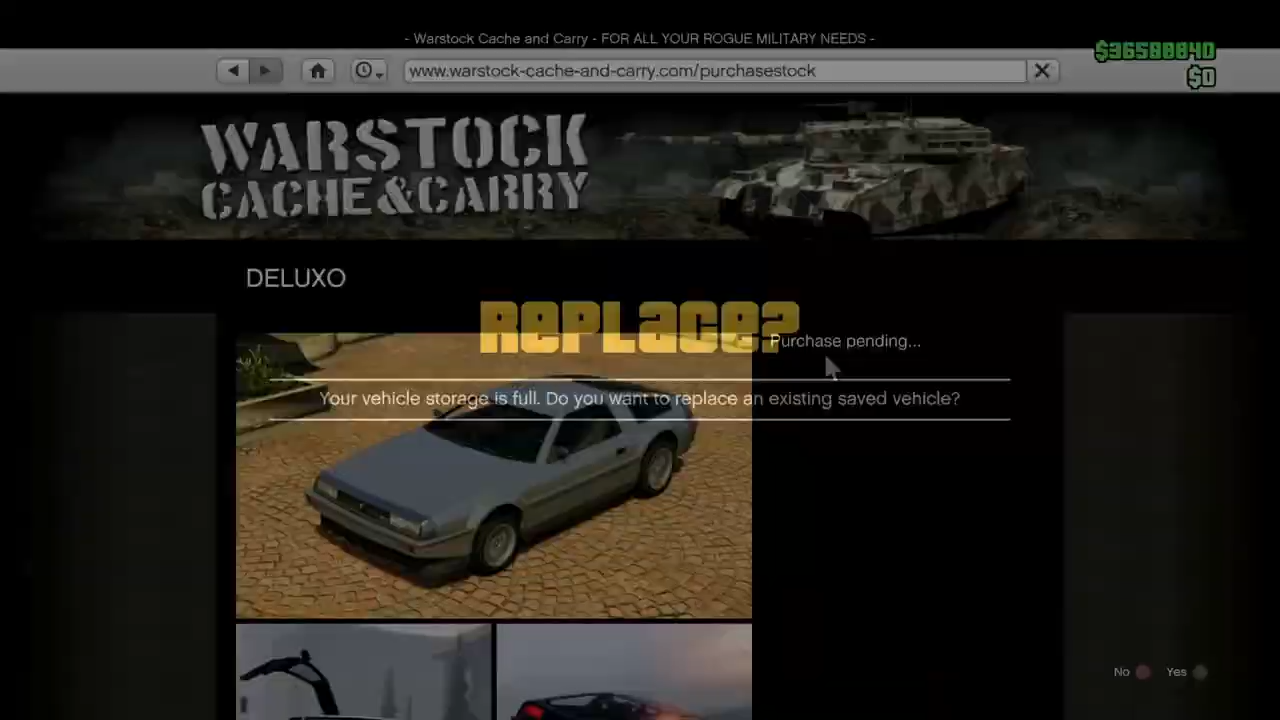 - Warstock Cache and Carry - FOR ALL YOUR ROGUE MILITARY NEEDS -
$36580840
www.warstock-cache-and-carry.com/purchasestock
$0
WARSTOCK
CACHE&CARRY
DELUXO
REPLACE?
Purchase pending...
Your vehicle storage is full. Do you want to replace an existing saved vehicle?
No Yes